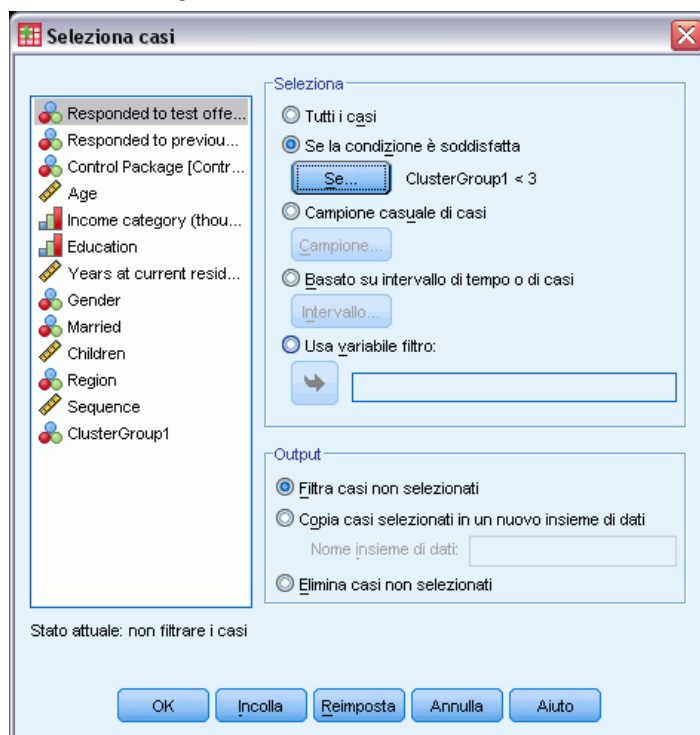 Seleziona casi
Responded to test offe...
Responded to previou...
Control Package [Contr...
Age
Income category (thou...
Education
Years at current resid...
Gender
Married
Children
Region
Sequence
ClusterGroup1
Stato attuale: non filtrare i casi
Seleziona
Tutti i casi
Se la condizione è soddisfatta
Se... ClusterGroup1 < 3
Campione casuale di casi
Campione...
Basato su intervallo di tempo o di casi
Intervallo...
Usa variabile filtro:
Output
Filtra casi non selezionati
Copia casi selezionati in un nuovo insieme di dati
Nome insieme di dati:
Elimina casi non selezionati
OK Incolla Reimposta Annulla Aiuto